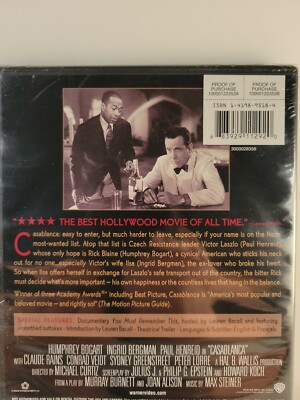 PROOF OF PURCHASE
PROOF OF PURCHASE
ISBN 1-4198-9318-4
3000028559
"★★★★ THE BEST HOLLYWOOD MOVIE OF ALL TIME."
Casablanca: easy to enter, but much harder to leave, especially if your name is on the Nazis'
most-wanted list. Atop that list is Czech Resistance leader Victor Laszlo (Paul Henreid),
whose only hope is Rick Blaine (Humphrey Bogart), a cynical American who sticks his neck
out for no one...especially Victor's wife Ilsa (Ingrid Bergman), the ex-lover who broke his heart.
So when Ilsa offers herself in exchange for Laszlo's safe transport out of the country, the bitter Rick
must decide what's more important – his own happiness or the countless lives that hang in the balance.
Winner of three Academy Awards® Including Best Picture, Casablanca is "America's most popular and
beloved movie – and rightly so!" (The Motion Picture Guide).
SPECIAL FEATURES: Documentary You Must Remember This, hosted by Lauren Bacall and featuring
unearthed outtakes • Introduction by Lauren Bacall • Theatrical Trailer • Languages & Subtitles: English & Français
HUMPHREY BOGART INGRID BERGMAN PAUL HENREID IN "CASABLANCA"
WITH CLAUDE RAINS CONRAD VEIDT SYDNEY GREENSTREET PETER LORRE A HAL B. WALLIS PRODUCTION
DIRECTED BY MICHAEL CURTIZ SCREENPLAY BY JULIUS J. & PHILIP G. EPSTEIN AND HOWARD KOCH
FROM A PLAY BY MURRAY BURNETT AND JOAN ALISON MUSIC BY MAX STEINER
www.warnervideo.com